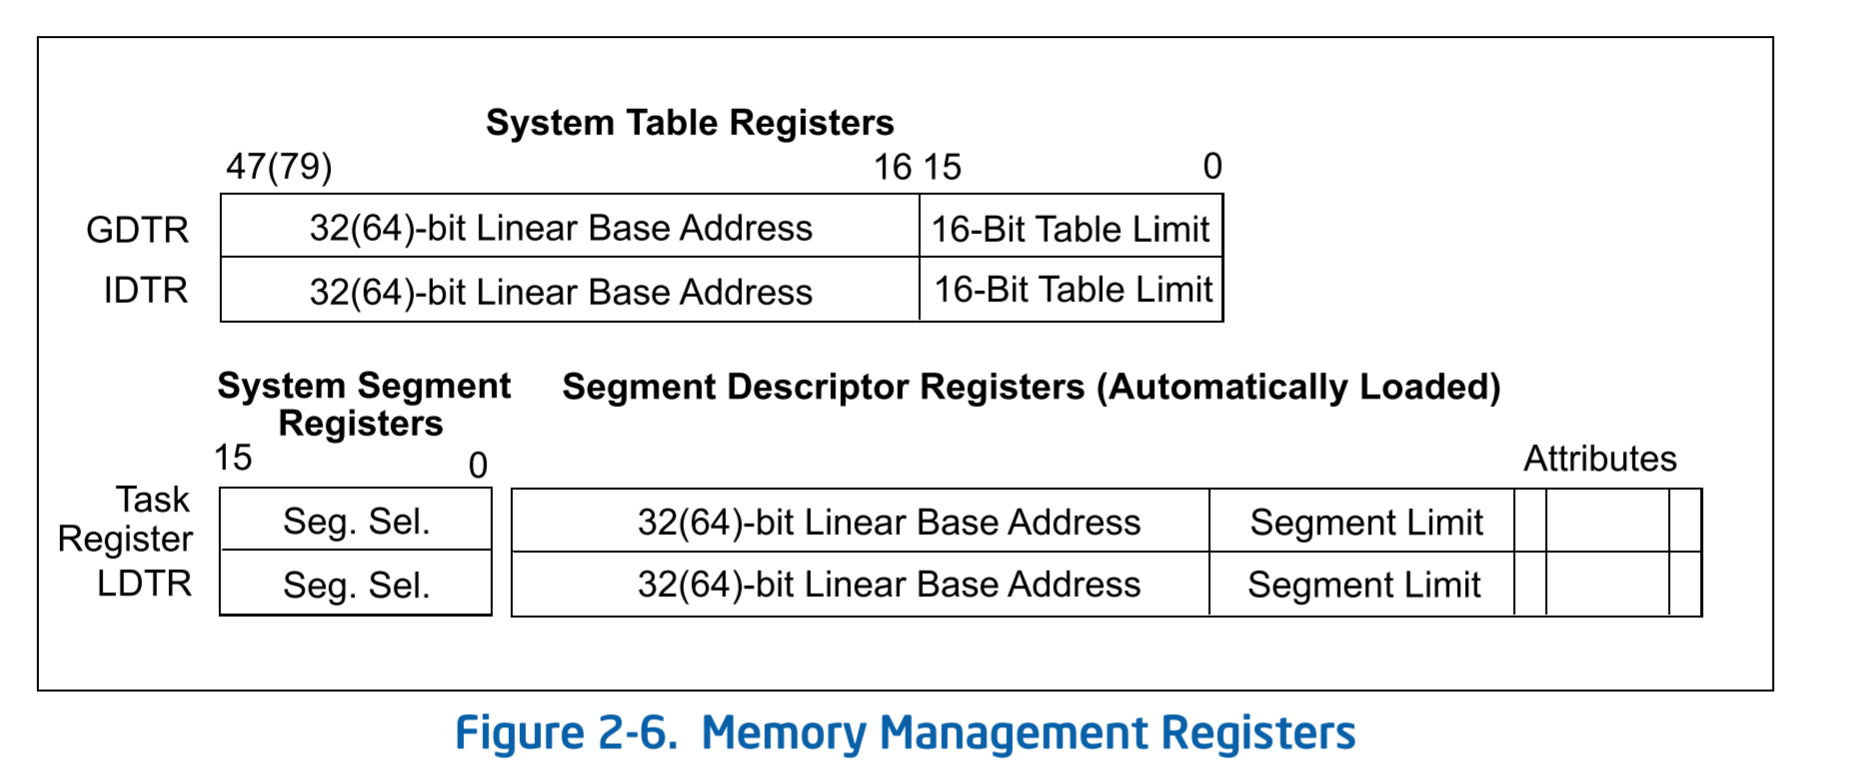 System Table Registers
47(79) 16 15 0
GDTR 32(64)-bit Linear Base Address 16-Bit Table Limit
IDTR 32(64)-bit Linear Base Address 16-Bit Table Limit
System Segment Registers
Segment Descriptor Registers (Automatically Loaded)
15 0 Attributes
Task Register Seg. Sel. 32(64)-bit Linear Base Address Segment Limit
LDTR Seg. Sel. 32(64)-bit Linear Base Address Segment Limit
Figure 2-6. Memory Management Registers